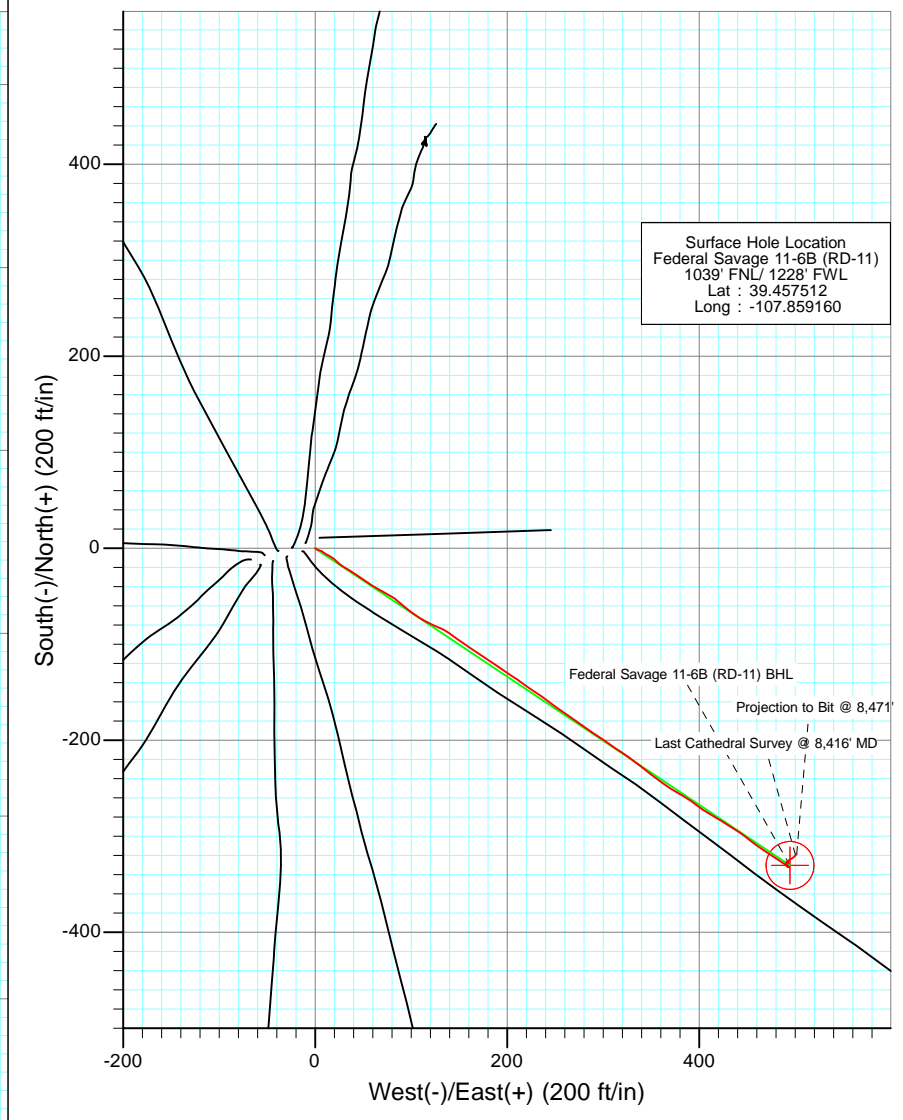 400
200
0
-200
-400
South(-)/North(+) (200 ft/in)
Surface Hole Location
Federal Savage 11-6B (RD-11)
1039' FNL/ 1228' FWL
Lat : 39.457512
Long : -107.859160
Federal Savage 11-6B (RD-11) BHL
Projection to Bit @ 8,471'
Last Cathedral Survey @ 8,416' MD
-200
0
200
400
West(-)/East(+) (200 ft/in)